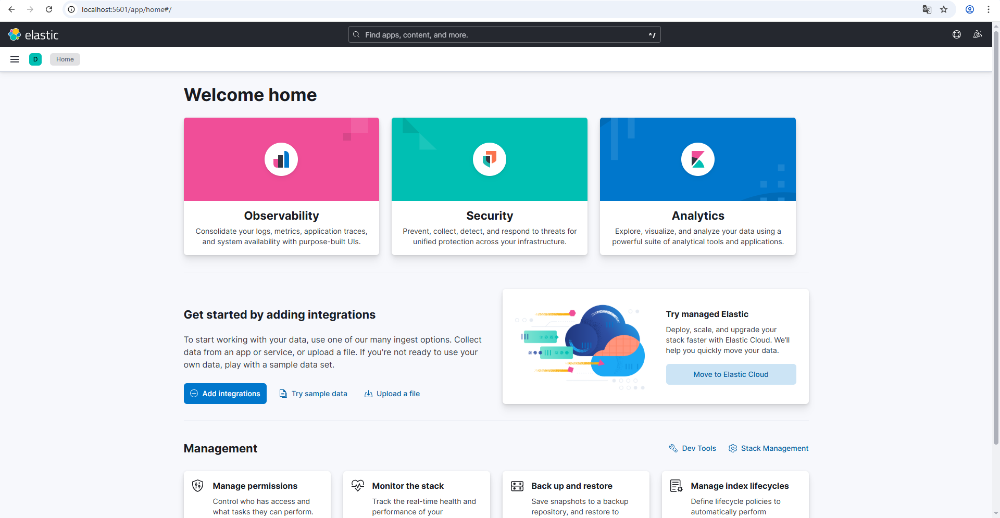 localhost:5601/app/home#/
elastic
Find apps, content, and more.
^/
D
Home
Welcome home
Observability
Consolidate your logs, metrics, application traces,
and system availability with purpose-built UIs.
Security
Prevent, collect, detect, and respond to threats for
unified protection across your infrastructure.
Analytics
Explore, visualize, and analyze your data using a
powerful suite of analytical tools and applications.
Get started by adding integrations
To start working with your data, use one of our many ingest options. Collect
data from an app or service, or upload a file. If you're not ready to use your
own data, play with a sample data set.
Add integrations
Try sample data
Upload a file
Try managed Elastic
Deploy, scale, and upgrade your
stack faster with Elastic Cloud. We’ll
help you quickly move your data.
Move to Elastic Cloud
Management
Dev Tools
Stack Management
Manage permissions
Control who has access and
what tasks they can perform.
Monitor the stack
Track the real-time health and
performance of your
Back up and restore
Save snapshots to a backup
repository, and restore to
Manage index lifecycles
Define lifecycle policies to
automatically perform